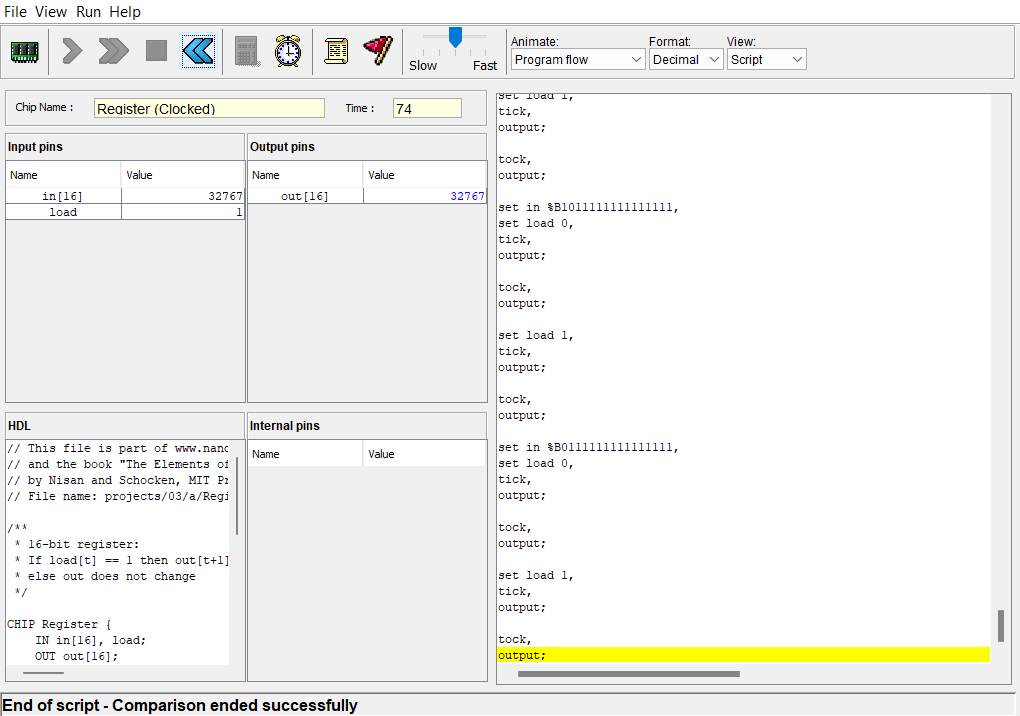 File View Run Help
Slow
Fast
Animate:
Program flow
Format:
Decimal
View:
Script
Chip Name :
Register (Clocked)
Time :
74
Input pins
Name
Value
in[16]
32767
load
1
Output pins
Name
Value
out[16]
32767
HDL
// This file is part of www.nanc
// and the book "The Elements of
// by Nisan and Schocken, MIT Pr
// File name: projects/03/a/Regi
/**
* 16-bit register:
* If load[t] == 1 then out[t+1]
* else out does not change
*/
CHIP Register {
IN in[16], load;
OUT out[16];
Internal pins
Name
Value
set load 1,
tick,
output;
tock,
output;
set in %B1011111111111111,
set load 0,
tick,
output;
tock,
output;
set load 1,
tick,
output;
tock,
output;
set in %B0111111111111111,
set load 0,
tick,
output;
tock,
output;
set load 1,
tick,
output;
tock,
output;
End of script - Comparison ended successfully